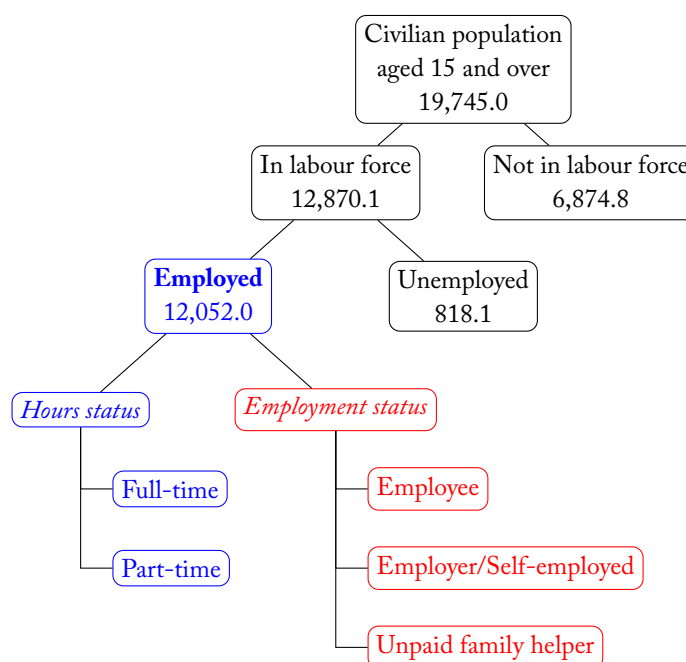 Civilian population
aged 15 and over
19,745.0
In labour force
12,870.1
Not in labour force
6,874.8
Employed
12,052.0
Unemployed
818.1
Hours status
Employment status
Full-time
Employee
Part-time
Employer/Self-employed
Unpaid family helper